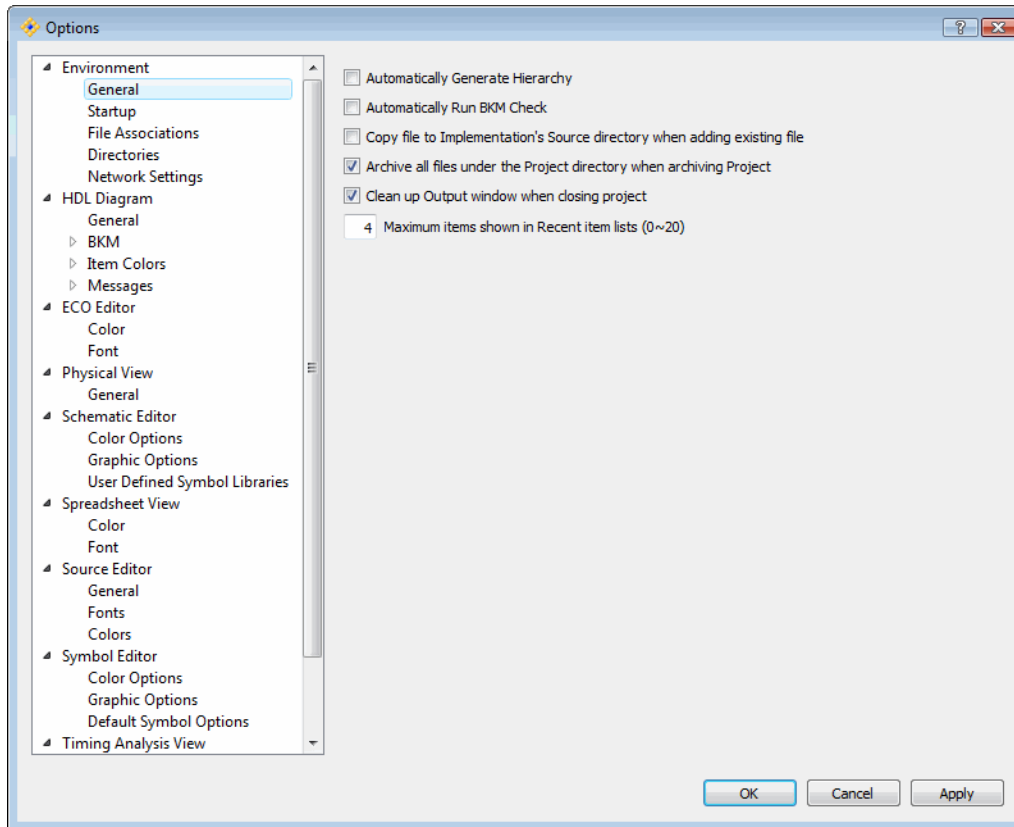 Options
Environment
General
Startup
File Associations
Directories
Network Settings
HDL Diagram
General
BKM
Item Colors
Messages
ECO Editor
Color
Font
Physical View
General
Schematic Editor
Color Options
Graphic Options
User Defined Symbol Libraries
Spreadsheet View
Color
Font
Source Editor
General
Fonts
Colors
Symbol Editor
Color Options
Graphic Options
Default Symbol Options
Timing Analysis View
Automatically Generate Hierarchy
Automatically Run BKM Check
Copy file to Implementation's Source directory when adding existing file
Archive all files under the Project directory when archiving Project
Clean up Output window when closing project
4 Maximum items shown in Recent item lists (0~20)
OK Cancel Apply